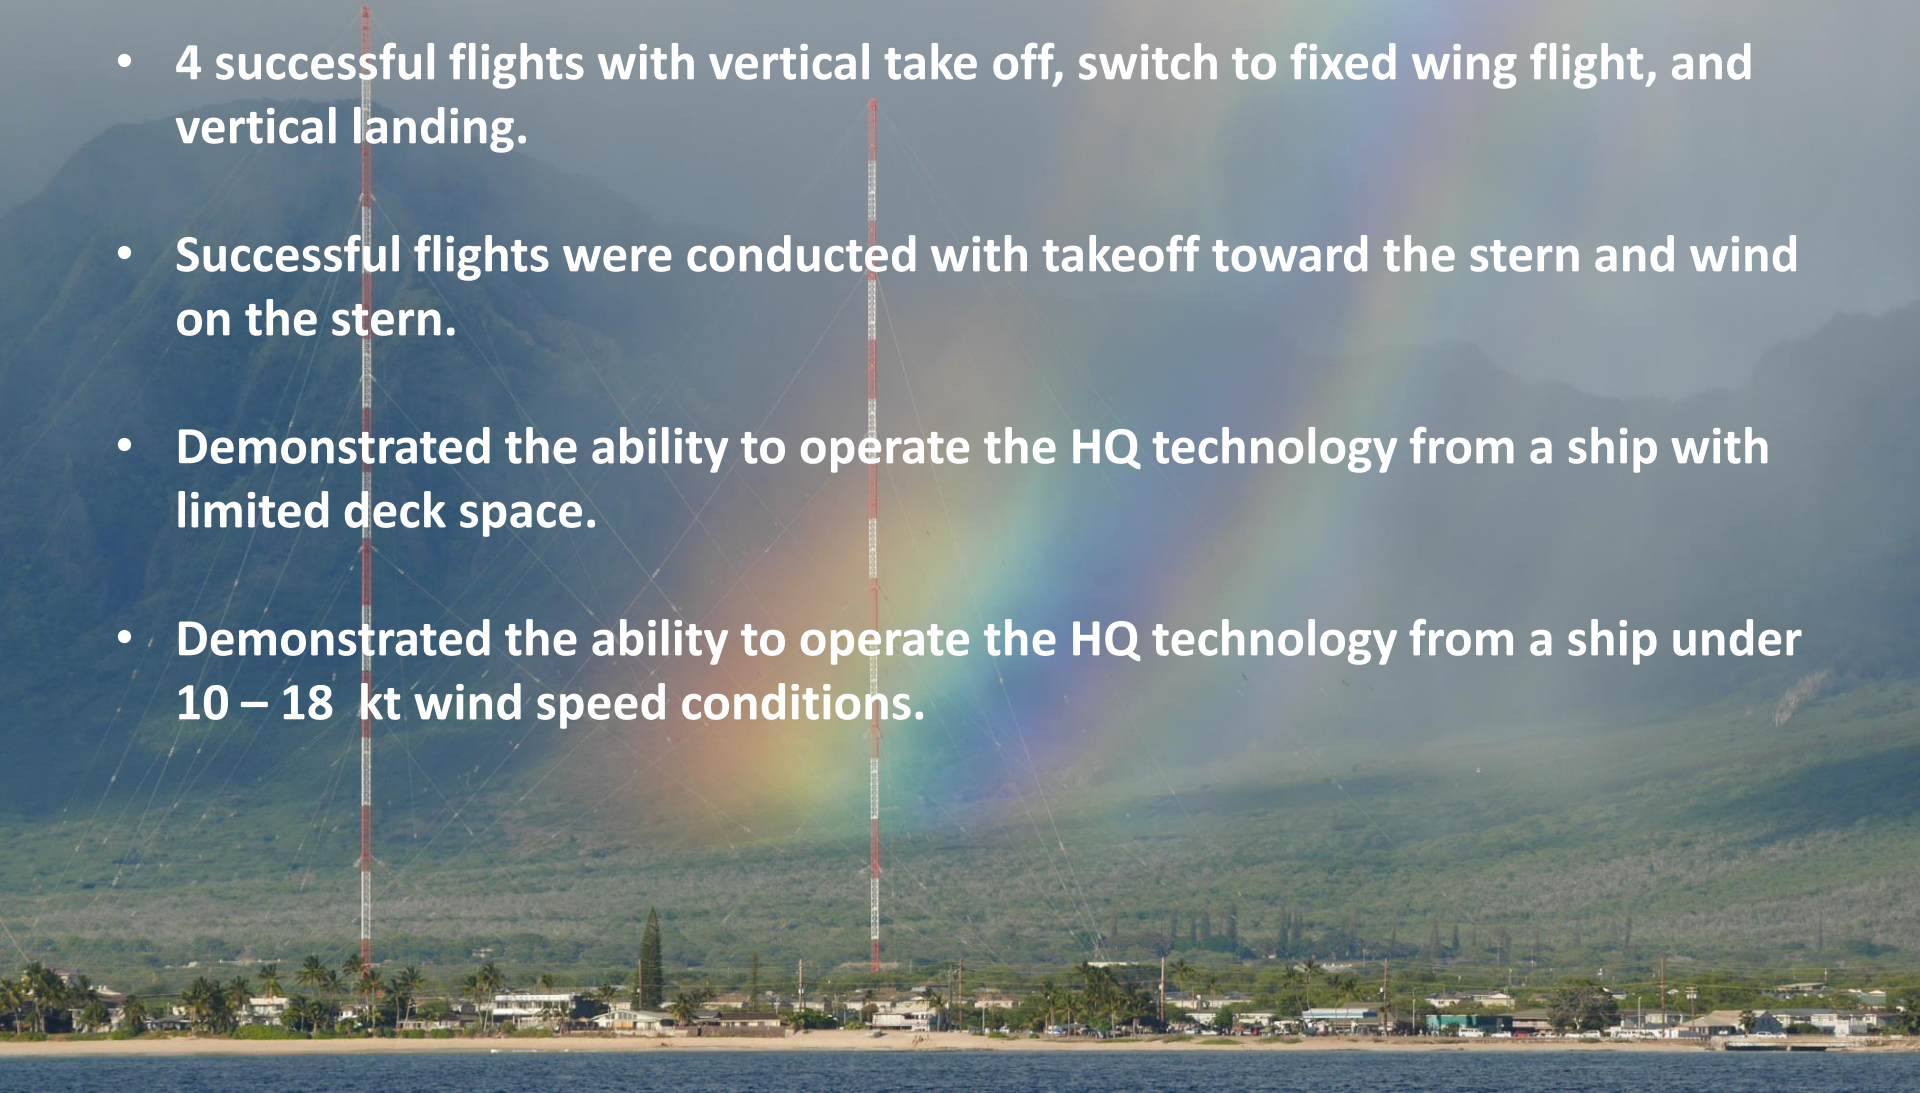 • 4 successful flights with vertical take off, switch to fixed wing flight, and
vertical landing.
• Successful flights were conducted with takeoff toward the stern and wind
on the stern.
• Demonstrated the ability to operate the HQ technology from a ship with
limited deck space.
• Demonstrated the ability to operate the HQ technology from a ship under
10 – 18  kt wind speed conditions.